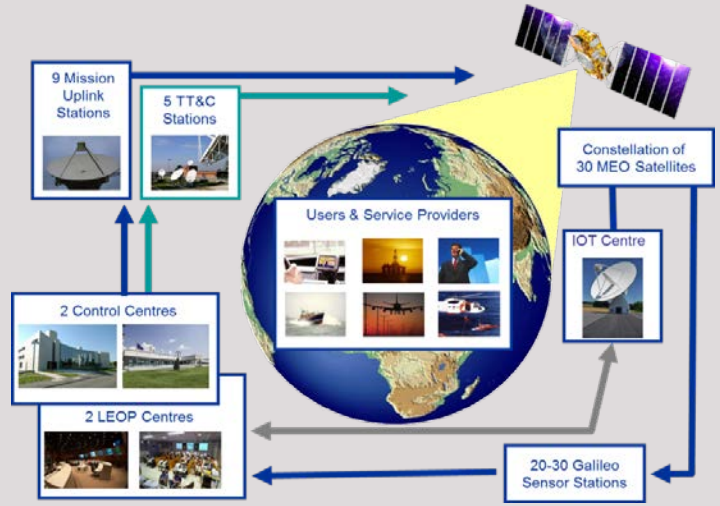 9 Mission
Uplink
Stations
5 TT&C
Stations
Constellation of
30 MEO Satellites
Users & Service Providers
IOT Centre
2 Control Centres
2 LEOP Centres
20-30 Galileo
Sensor Stations